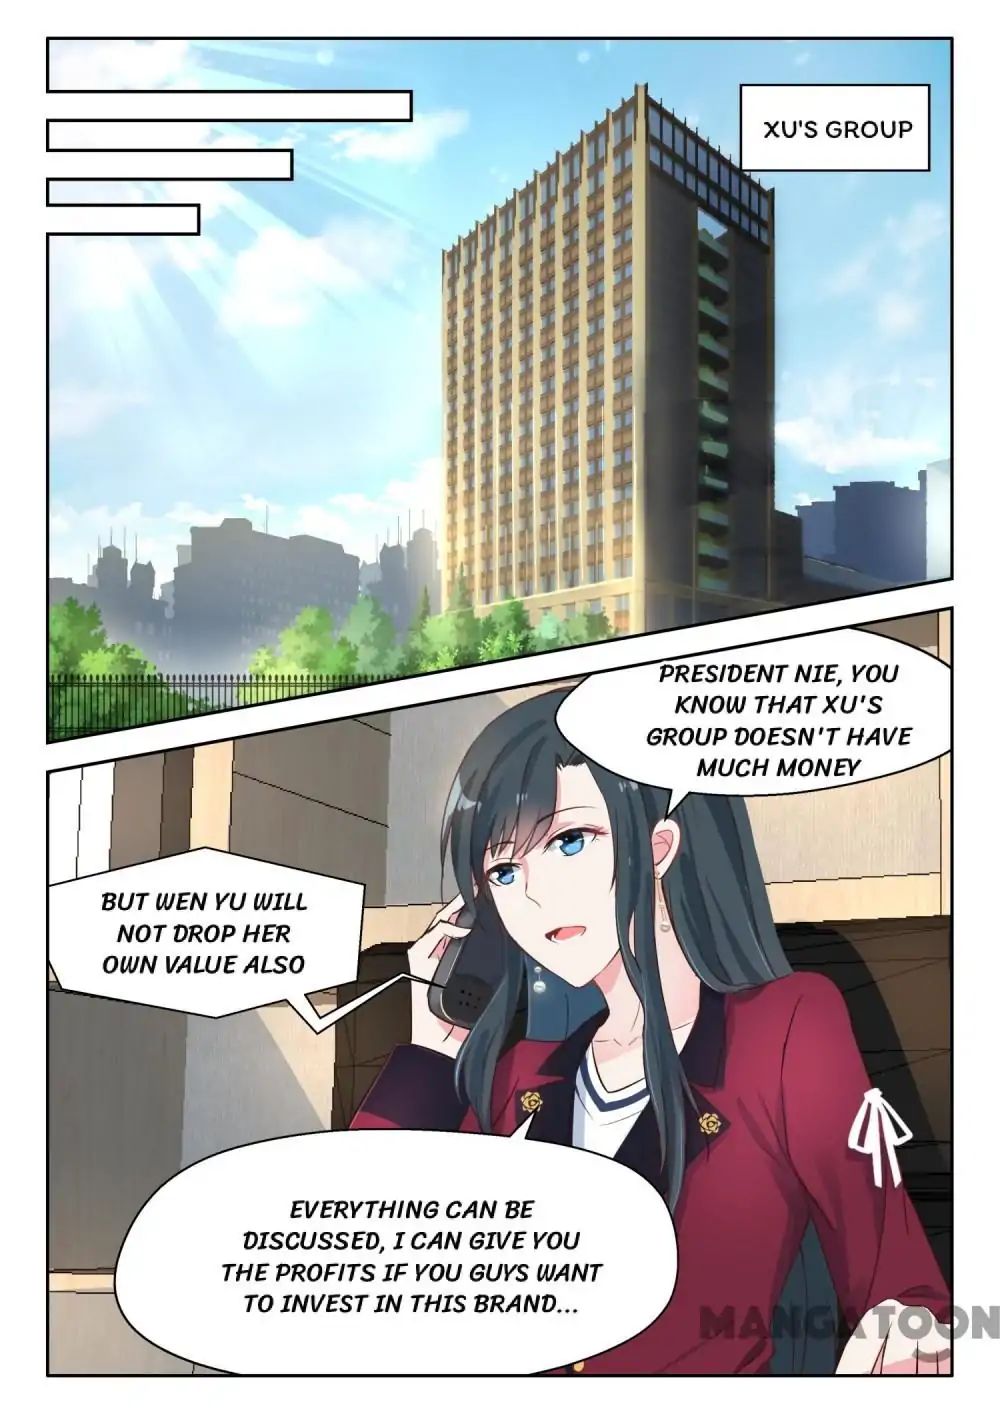 XU'S GROUP
PRESIDENT NIE, YOU
KNOW THAT XU'S
GROUP DOESN'T HAVE
MUCH MONEY
BUT WEN YU WILL
NOT DROP HER
OWN VALUE ALSO
EVERYTHING CAN BE
DISCUSSED, I CAN GIVE YOU
THE PROFITS IF YOU GUYS WANT
TO INVEST IN THIS BRAND...
MANGATOON